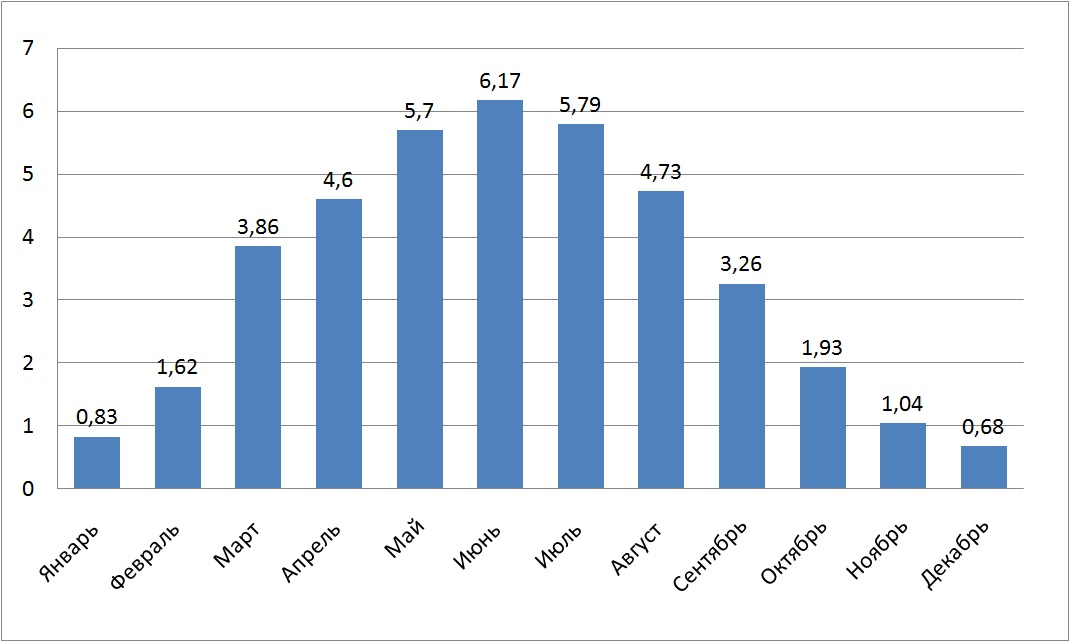 7
6
5
4
3
2
1
0
0,83
1,62
3,86
4,6
5,7
6,17
5,79
4,73
3,26
1,93
1,04
0,68
Январь
Февраль
Март
Апрель
Май
Июнь
Июль
Август
Сентябрь
Октябрь
Ноябрь
Декабрь